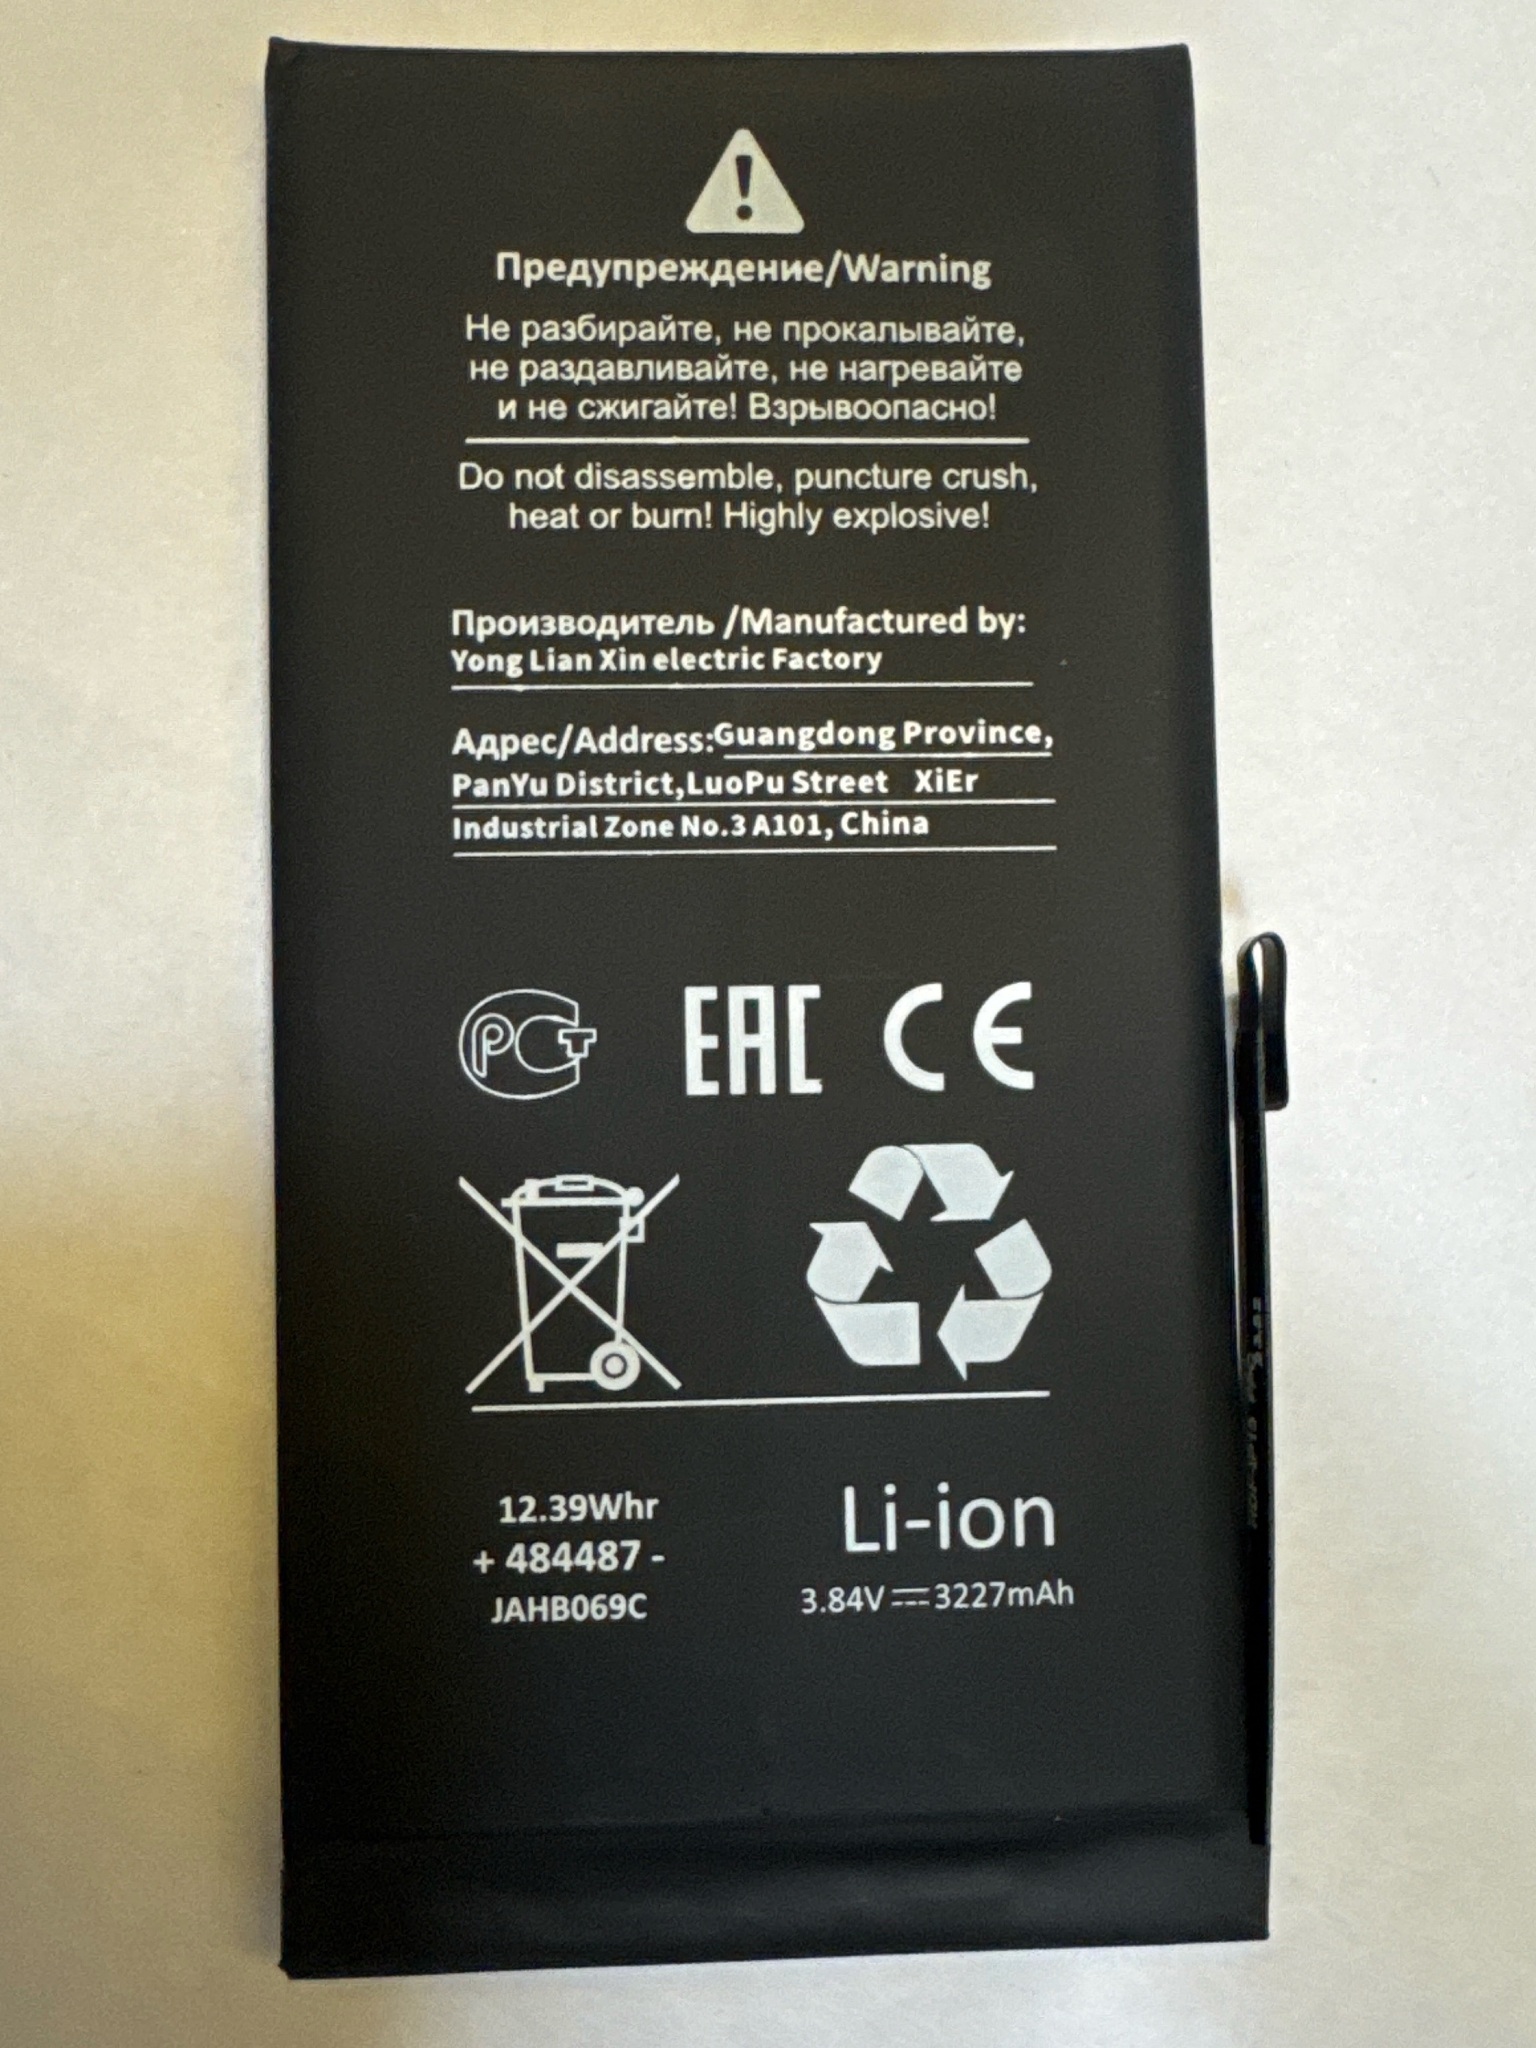 Предупреждение/Warning
Не разбирайте, не прокалывайте,
не раздавливайте, не нагревайте
и не сжигайте! Взрывоопасно!
Do not disassemble, puncture crush,
heat or burn! Highly explosive!
Производитель /Manufactured by:
Yong Lian Xin electric Factory
Адрес/Address:Guangdong Province,
PanYu District,LuoPu Street XiEr
Industrial Zone No.3 A101, China
РСТ EAC CE
12.39Whr
+ 484487 -
JAHB069C
Li-ion
3.84V⎓3227mAh